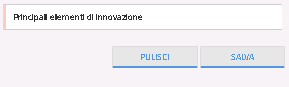 Principali elementi di innovazione
PULISCI
SALVA